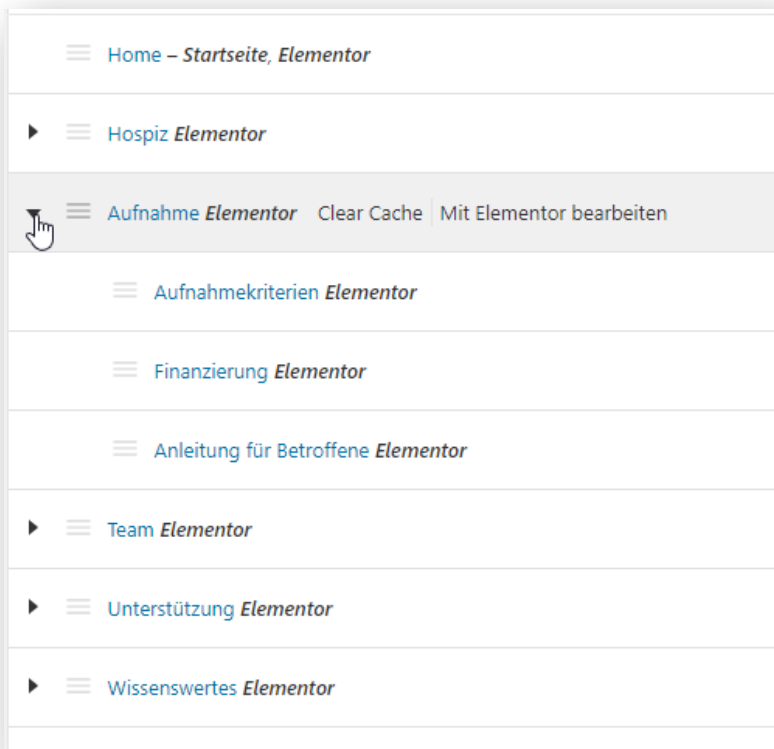 Home – Startseite, Elementor
Hospiz Elementor
Aufnahme Elementor Clear Cache Mit Elementor bearbeiten
Aufnahmekriterien Elementor
Finanzierung Elementor
Anleitung für Betroffene Elementor
Team Elementor
Unterstützung Elementor
Wissenswertes Elementor